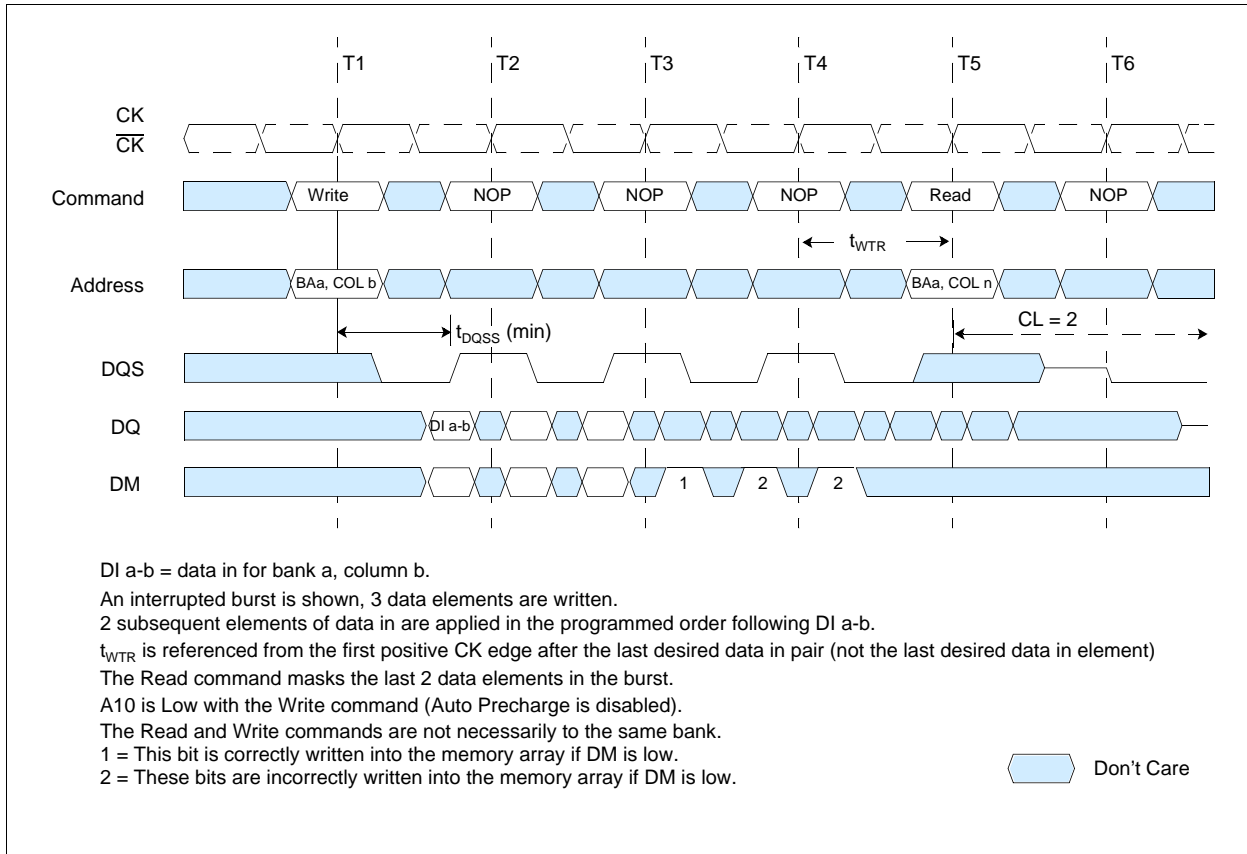 T1 T2 T3 T4 T5 T6
CK
CK
Command Write NOP NOP NOP Read NOP
tWTR
Address BAa, COL b BAa, COL n
tDQSS (min) CL = 2
DQS
DQ DI a-b
DM 1 2 2
DI a-b = data in for bank a, column b.
An interrupted burst is shown, 3 data elements are written.
2 subsequent elements of data in are applied in the programmed order following DI a-b.
tWTR is referenced from the first positive CK edge after the last desired data in pair (not the last desired data in element)
The Read command masks the last 2 data elements in the burst.
A10 is Low with the Write command (Auto Precharge is disabled).
The Read and Write commands are not necessarily to the same bank.
1 = This bit is correctly written into the memory array if DM is low.
2 = These bits are incorrectly written into the memory array if DM is low.
Don't Care